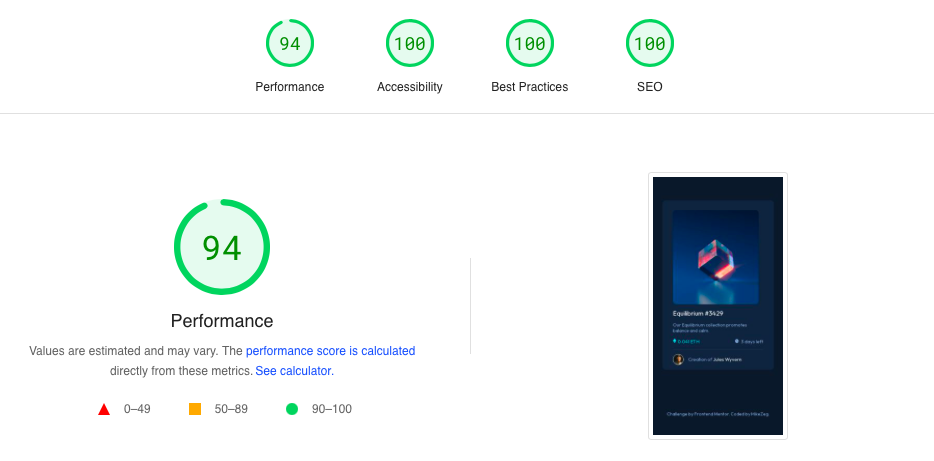 94
100
100
100
Performance
Accessibility
Best Practices
SEO
94
Performance
Values are estimated and may vary. The performance score is calculated
directly from these metrics. See calculator.
0–49
50–89
90–100
Equilibrium #3429
Our Equilibrium collection promotes
balance and calm.
0.041 ETH
3 days left
Creation of Jules Wyvern
Challenge by Frontend Mentor. Coded by